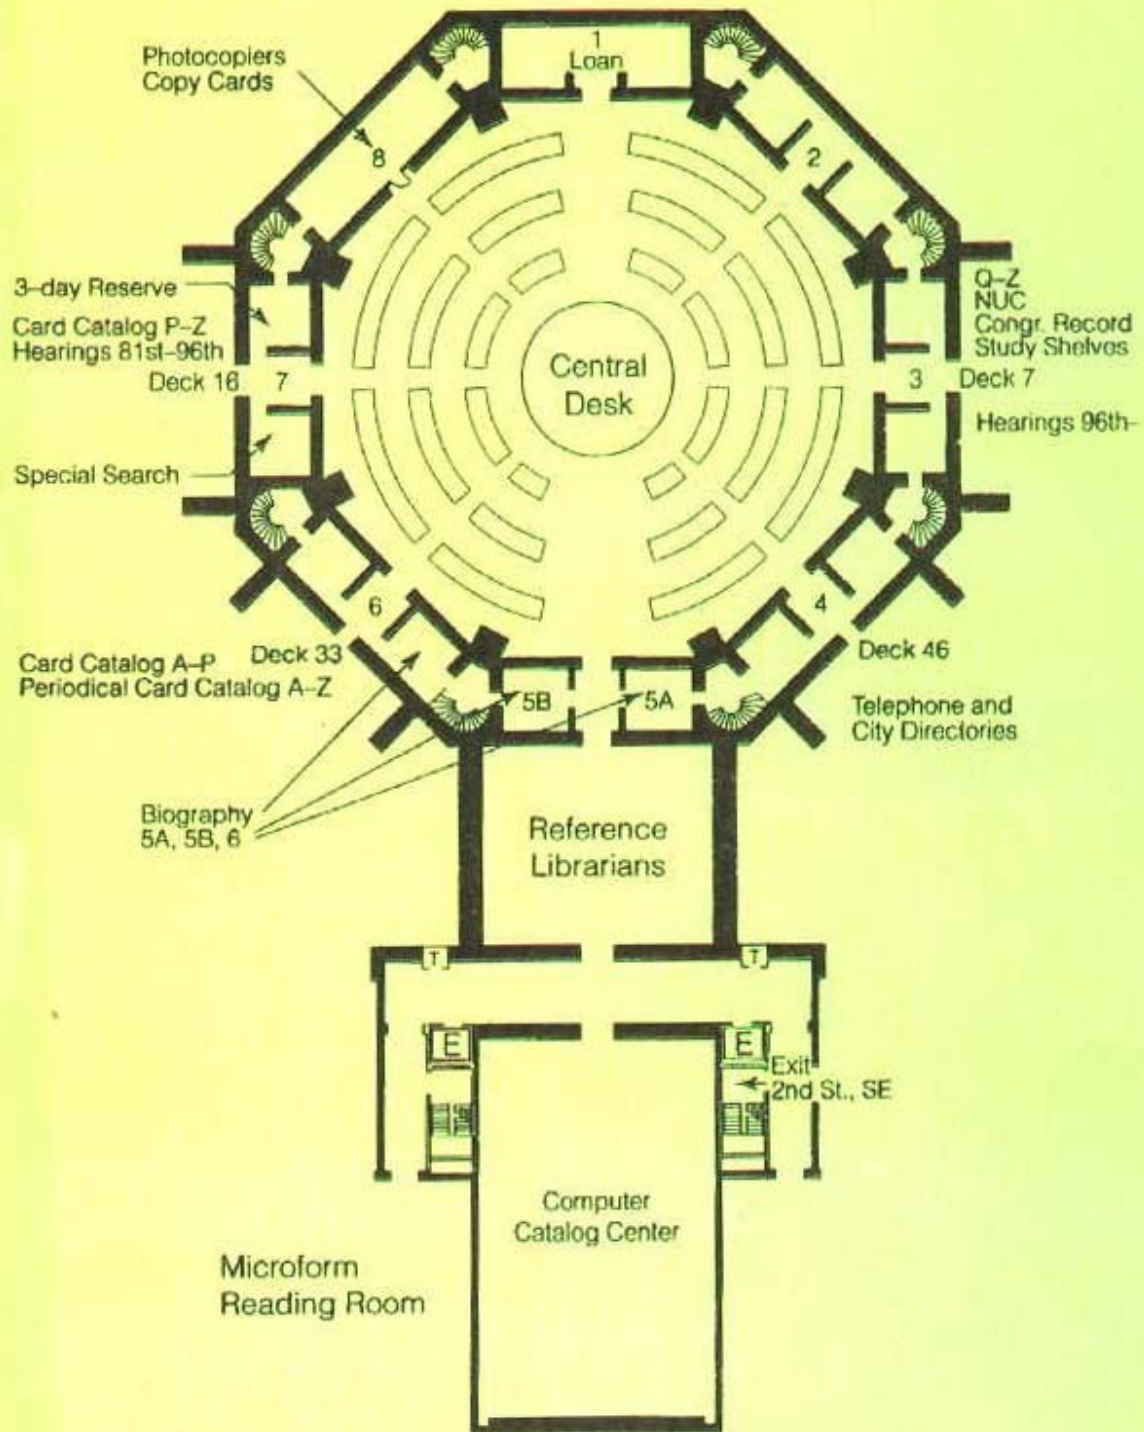 Photocopiers
Copy Cards
1
Loan
8
2
3-day Reserve
Card Catalog P-Z
Hearings 81st-96th
Deck 16
7
Special Search
Central
Desk
Q-Z
NUC
Congr. Record
Study Shelves
3
Deck 7
Hearings 96th-
6
4
Card Catalog A-P
Deck 33
Periodical Card Catalog A-Z
Deck 46
5B
5A
Telephone and
City Directories
Biography
5A, 5B, 6
Reference
Librarians
T
T
E
E
Exit
2nd St., SE
Computer
Catalog Center
Microform
Reading Room